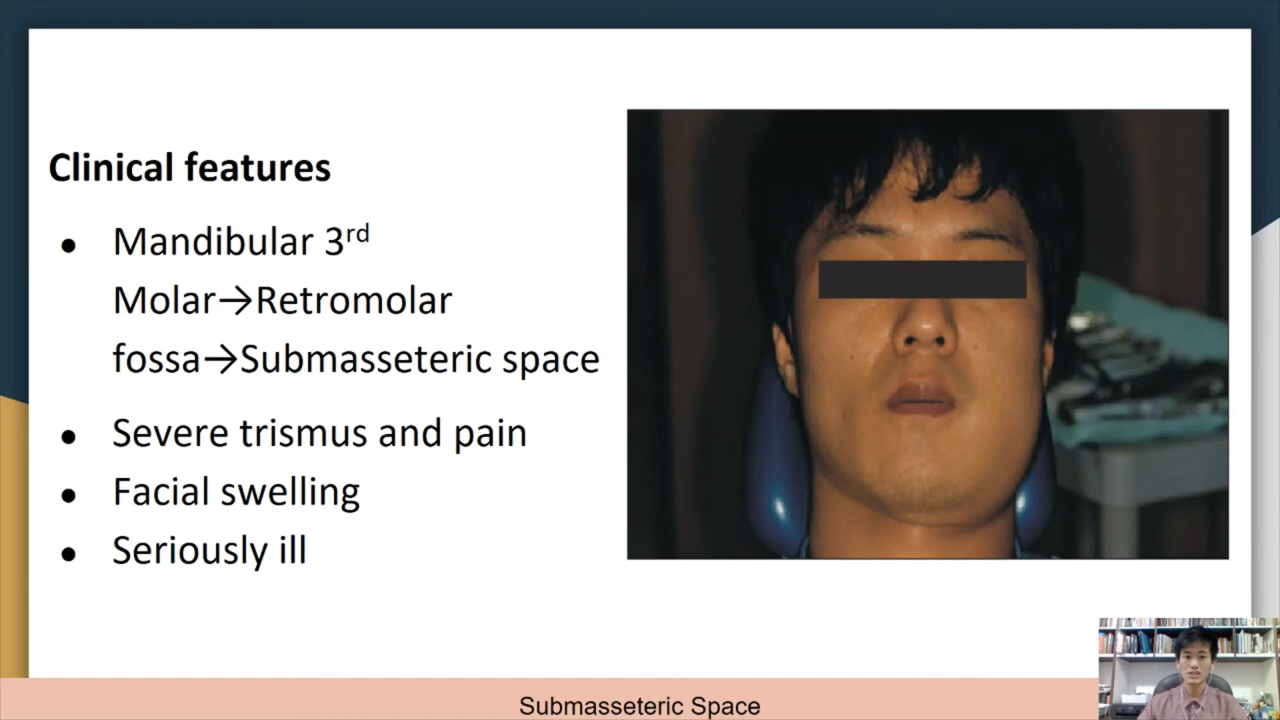 Clinical features
● Mandibular 3rd
Molar→Retromolar
fossa→Submasseteric space
● Severe trismus and pain
● Facial swelling
● Seriously ill
Submasseteric Space